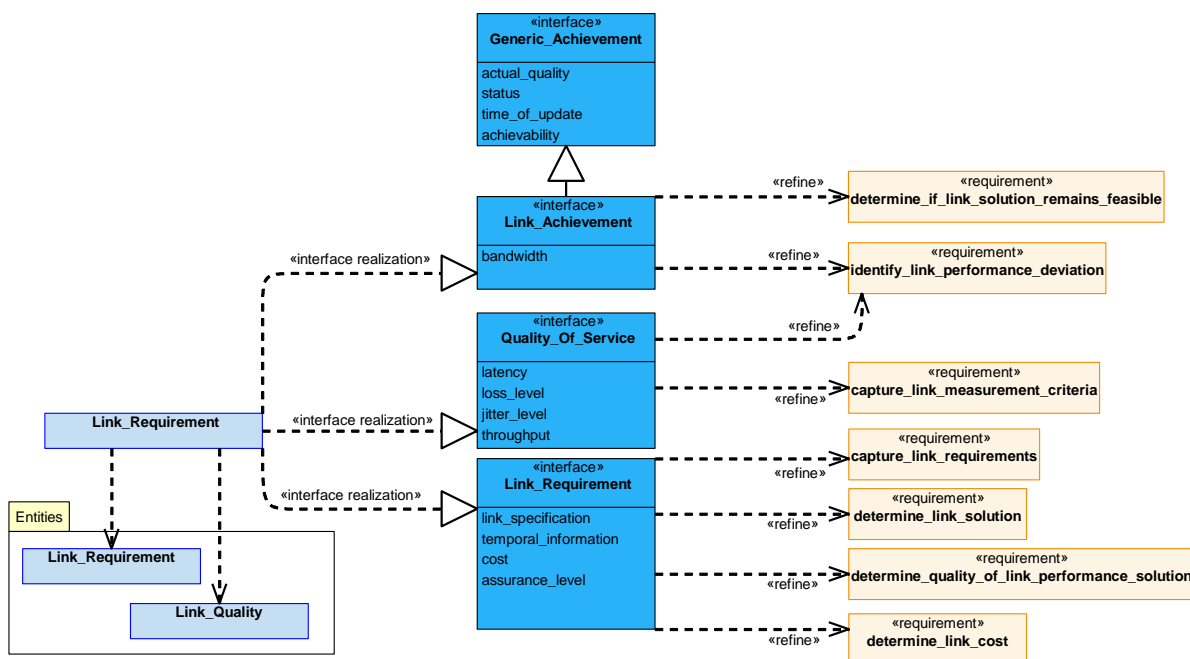 «interface»
Generic_Achievement
actual_quality
status
time_of_update
achievability
«interface»
Link_Achievement
bandwidth
«refine»
«requirement»
determine_if_link_solution_remains_feasible
«refine»
«requirement»
identify_link_performance_deviation
«interface realization»
«interface»
Quality_Of_Service
latency
loss_level
jitter_level
throughput
«refine»
«requirement»
capture_link_measurement_criteria
«refine»
Link_Requirement
«interface realization»
«interface realization»
«interface»
Link_Requirement
link_specification
temporal_information
cost
assurance_level
«requirement»
capture_link_requirements
«refine»
«requirement»
determine_link_solution
«refine»
«requirement»
determine_quality_of_link_performance_solution
«refine»
«requirement»
determine_link_cost
«refine»
Entities
Link_Requirement
Link_Quality